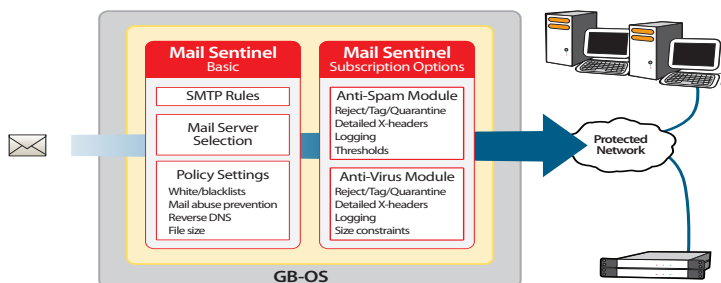 Mail Sentinel
Basic
SMTP Rules
Mail Server
Selection
Policy Settings
White/blacklists
Mail abuse prevention
Reverse DNS
File size
Mail Sentinel
Subscription Options
Anti-Spam Module
Reject/Tag/Quarantine
Detailed X-headers
Logging
Thresholds
Anti-Virus Module
Reject/Tag/Quarantine
Detailed X-headers
Logging
Size constraints
Protected
Network
GB-OS